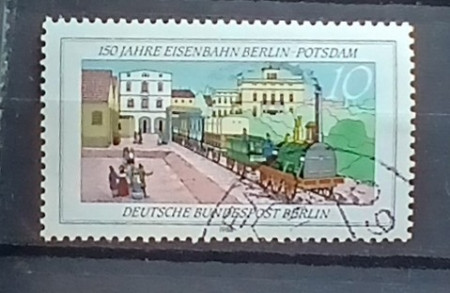 150 JAHRE EISENBAHN BERLIN-POTSDAM
10
DEUTSCHE BUNDESPOST BERLIN